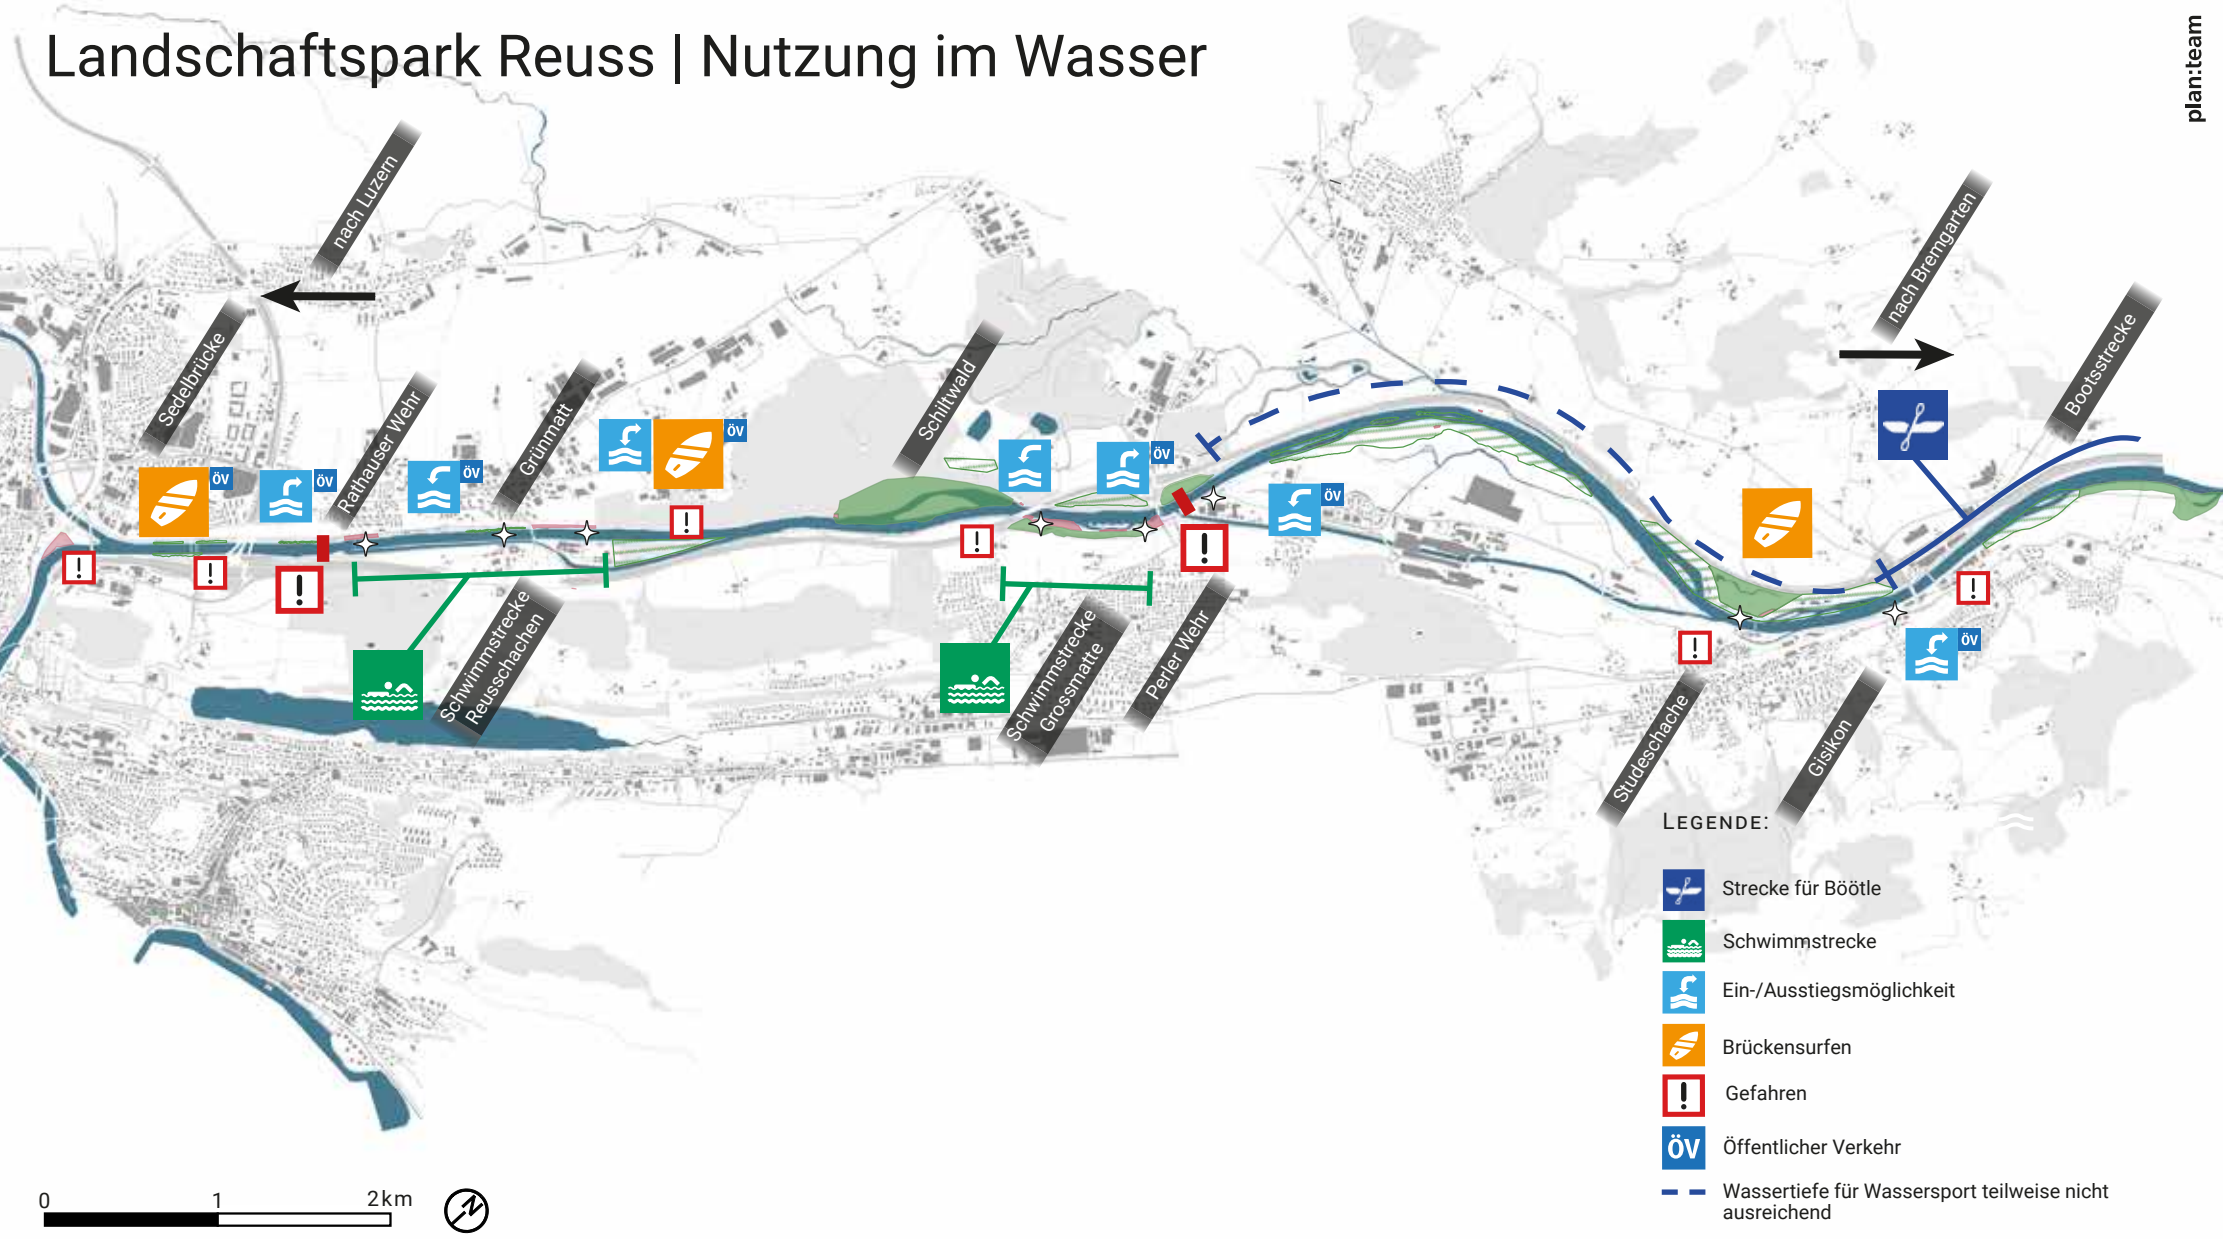 Landschaftspark Reuss | Nutzung im Wasser
plan:team
nach Luzern
nach Bremgarten
Sedelbrücke
Rathauser Wehr
Grünmatt
Schiltwald
Bootsstrecke
ÖV
ÖV
ÖV
ÖV
ÖV
ÖV
ÖV
!
!
!
!
!
!
!
!
Schwimmstrecke
Reusschachen
Schwimmstrecke
Grossmatte
Perler Wehr
Studeschache
Gisikon
LEGENDE:
Strecke für Böötle
Schwimmstrecke
Ein-/Ausstiegsmöglichkeit
Brückensurfen
! Gefahren
ÖV Öffentlicher Verkehr
Wassertiefe für Wassersport teilweise nicht
ausreichend
0 1 2km
N